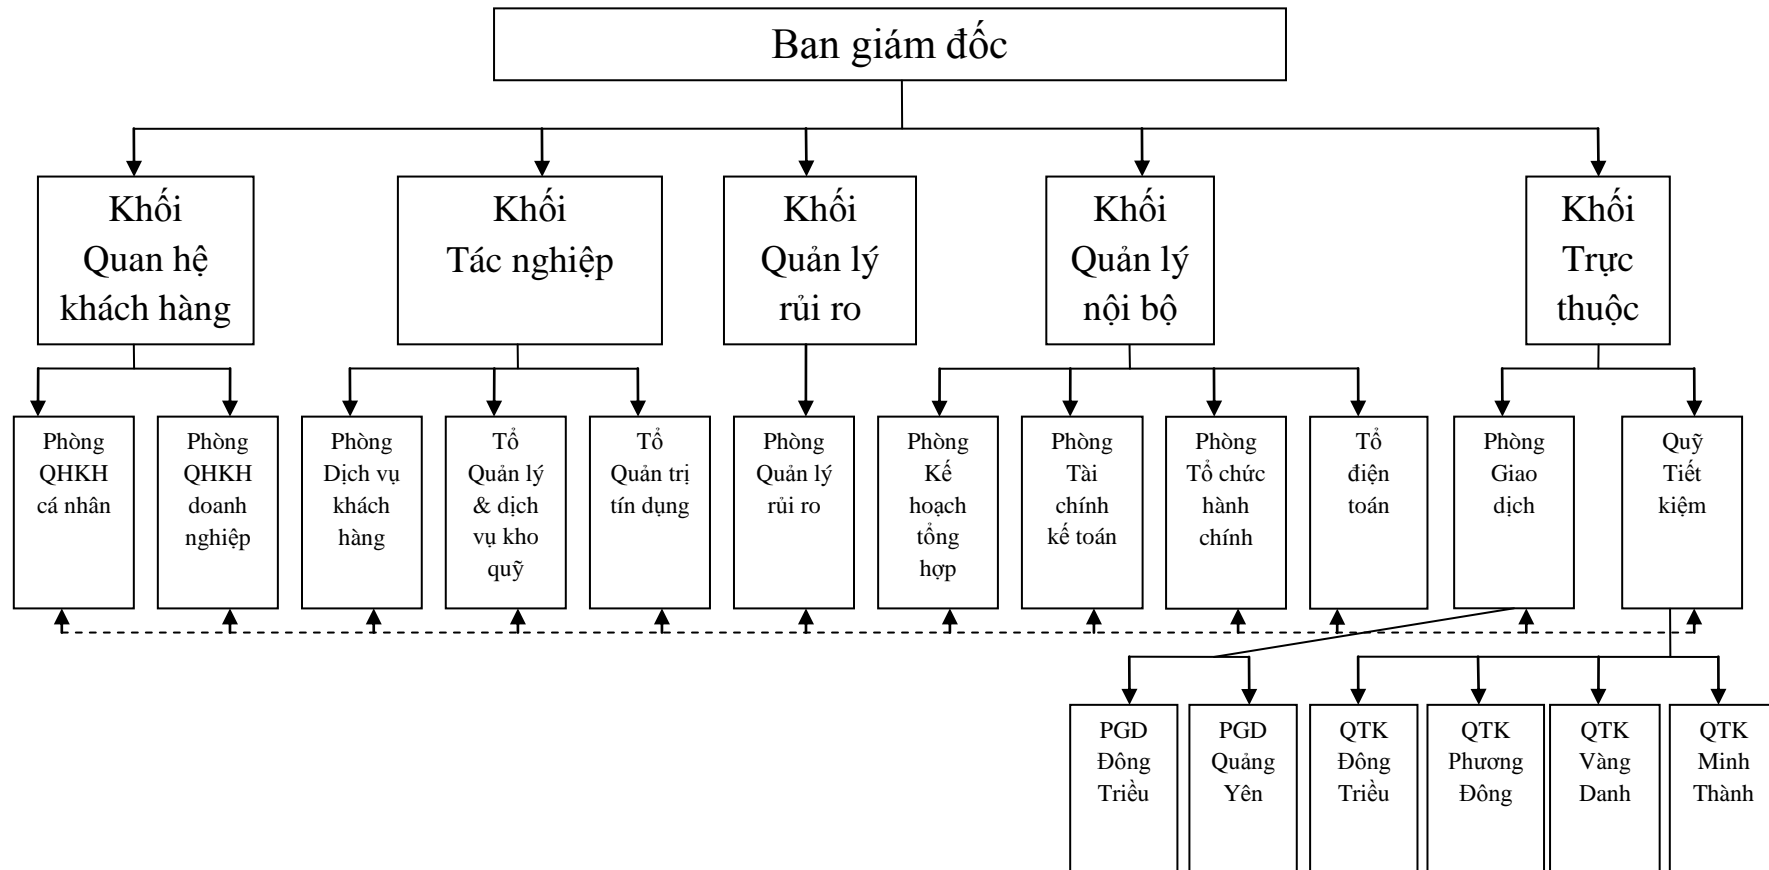 Ban giám đốc
Khối
Quan hệ
khách hàng
Khối
Tác nghiệp
Khối
Quản lý
rủi ro
Khối
Quản lý
nội bộ
Khối
Trực
thuộc
Phòng
QHKH
cá nhân
Phòng
QHKH
doanh
nghiệp
Phòng
Dịch vụ
khách
hàng
Tổ
Quản lý
& dịch
vụ kho
quỹ
Tổ
Quản trị
tín dụng
Phòng
Quản lý
rủi ro
Phòng
Kế
hoạch
tổng
hợp
Phòng
Tài
chính
kế toán
Phòng
Tổ chức
hành
chính
Tổ
điện
toán
Phòng
Giao
dịch
Quỹ
Tiết
kiệm
PGD
Đông
Triều
PGD
Quảng
Yên
QTK
Đông
Triều
QTK
Phương
Đông
QTK
Vàng
Danh
QTK
Minh
Thành